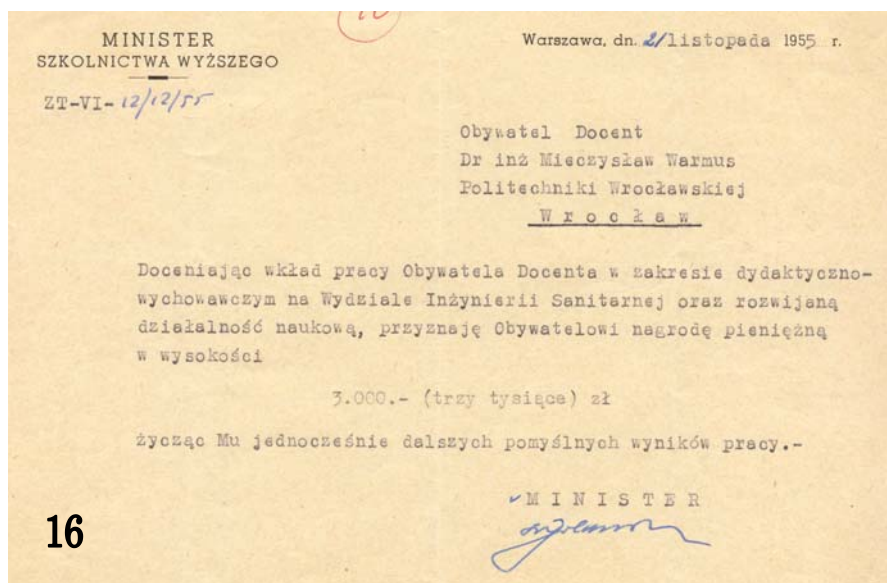 MINISTER
SZKOLNICTWA WYŻSZEGO
ZT-VI-12/12/55
Warszawa, dn. 21/listopada 1955 r.
Obywatel Docent
Dr inż Mieczysław Warmus
Politechniki Wrocławskiej
Wrocław
Doceniając wkład pracy Obywatela Docenta w zakresie dydaktyczno-
wychowawczym na Wydziale Inżynierii Sanitarnej oraz rozwijaną
działalność naukową, przyznaję Obywatelowi nagrodę pieniężną
w wysokości
3.000.- (trzy tysiące) zł
życząc Mu jednocześnie dalszych pomyślnych wyników pracy.-
MINISTER
16